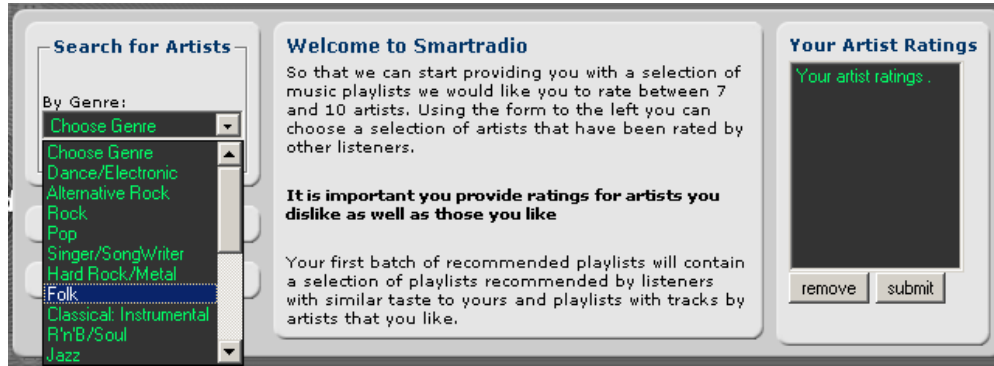 Search for Artists
By Genre:
Choose Genre
Choose Genre
Dance/Electronic
Alternative Rock
Rock
Pop
Singer/SongWriter
Hard Rock/Metal
Folk
Classical: Instrumental
R'n'B/Soul
Jazz
Welcome to Smartradio
So that we can start providing you with a selection of
music playlists we would like you to rate between 7
and 10 artists. Using the form to the left you can
choose a selection of artists that have been rated by
other listeners.
It is important you provide ratings for artists you
dislike as well as those you like
Your first batch of recommended playlists will contain
a selection of playlists recommended by listeners
with similar taste to yours and playlists with tracks by
artists that you like.
Your Artist Ratings
Your artist ratings .
remove submit